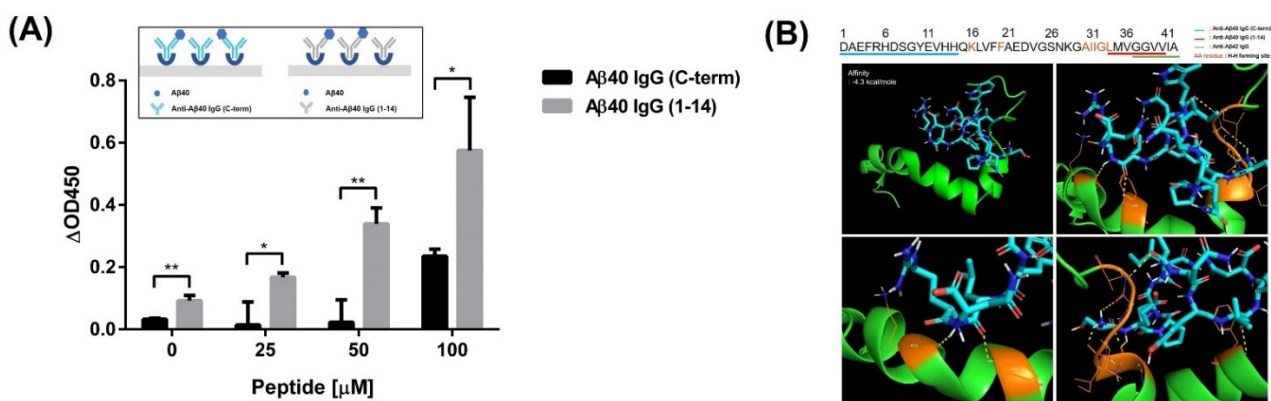 (A)
Aβ40
Anti-Aβ40 IgG (C-term)
Aβ40
Anti-Aβ40 IgG (1-14)
Aβ40 IgG (C-term)
Aβ40 IgG (1-14)
ΔOD450
0.8
0.6
0.4
0.2
0.0
**
*
**
*
0 25 50 100
Peptide [μM]
(B)
1 6 11 16 21 26 31 36 41
DAEFRHDSGYEVHHQKLVFFAEDVGSNKGAIIGLMVGGVVIA
: Anti-Aβ40 IgG (C-term)
: Anti-Aβ40 IgG (1-14)
: Anti-Aβ42 IgG
AA residue : H-H forming site
Affinity
: -4.3 kcal/mole